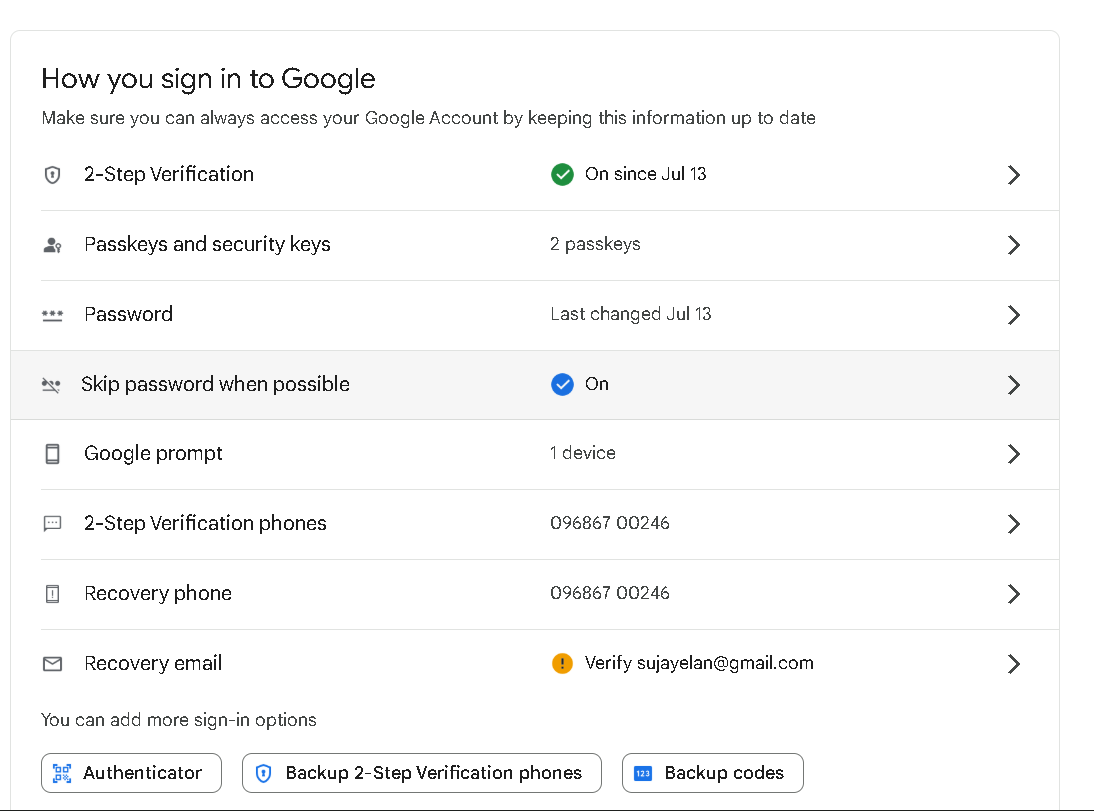 How you sign in to Google
Make sure you can always access your Google Account by keeping this information up to date
2-Step Verification On since Jul 13
Passkeys and security keys 2 passkeys
Password Last changed Jul 13
Skip password when possible On
Google prompt 1 device
2-Step Verification phones 096867 00246
Recovery phone 096867 00246
Recovery email Verify sujayelan@gmail.com
You can add more sign-in options
Authenticator Backup 2-Step Verification phones 123 Backup codes